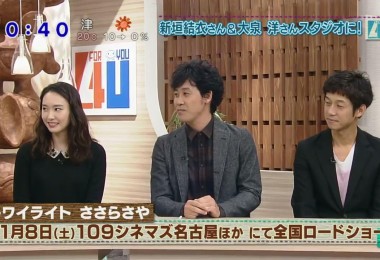 0:40
津
20° 10→0%
新垣結衣さん&大泉 洋さんスタジオに!
FOR YOU
4U
ワイライト ささらさや
1月8日(土)109シネマズ名古屋ほか にて全国ロードショー